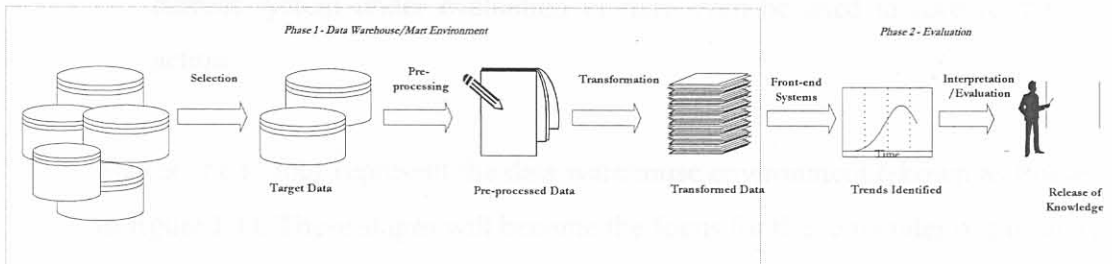 Phase 1 - Data Warehouse/Mart Environment
Phase 2 - Evaluation
Selection
Pre-
processing
Transformation
Front-end
Systems
Interpretation
/Evaluation
Time
Target Data
Pre-processed Data
Transformed Data
Trends Identified
Release of
Knowledge